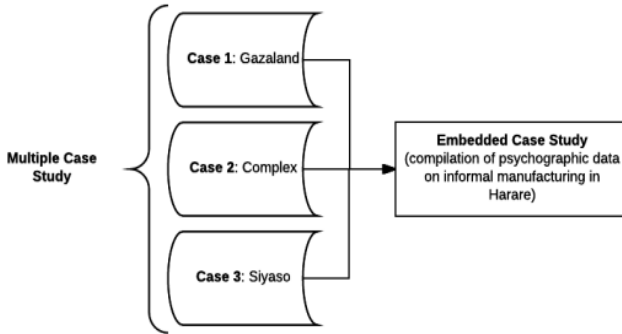 Multiple Case
Study
Case 1: Gazaland
Case 2: Complex
Case 3: Siyaso
Embedded Case Study
(compilation of psychographic data
on informal manufacturing in
Harare)